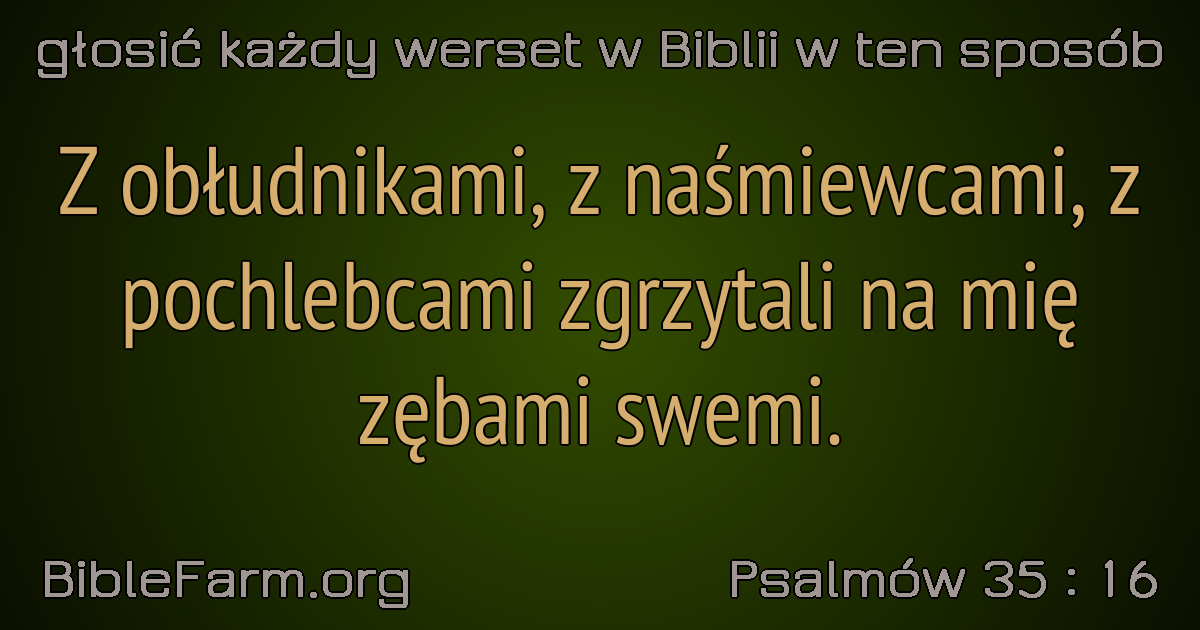 głosić każdy werset w Biblii w ten sposób
Z obłudnikami, z naśmiewcami, z
pochlebcami zgrzytali na mię
zębami swemi.
BibleFarm.org
Psalmów 35 : 16